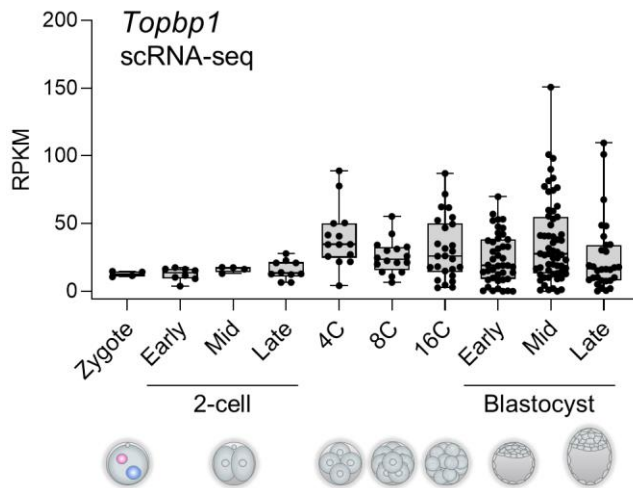 Topbp1
scRNA-seq
RPKM
200
150
100
50
0
Zygote
Early
Mid
Late
4C
8C
16C
Early
Mid
Late
2-cell
Blastocyst